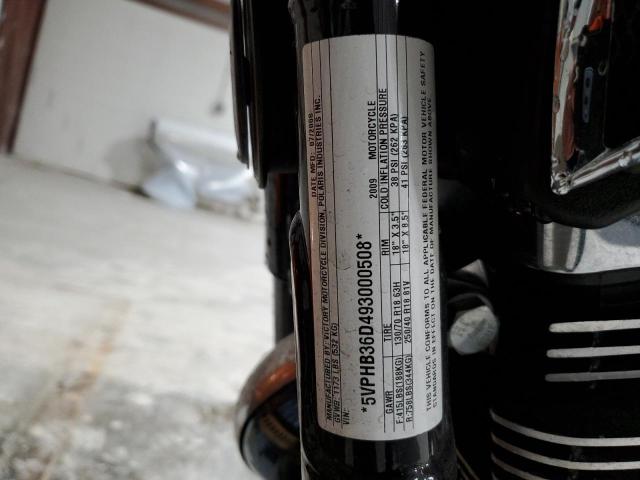 MANUFACTURED BY: VICTORY MOTORCYCLE DIVISION, POLARIS INDUSTRIES INC.
DATE MFD: 07/2008
GVWR: 1,173 LBS (532 KG)
VIN:
*5VPHB36D493000508*
2009 MOTORCYCLE
GAWR TIRE RIM COLD INFLATION PRESSURE
F:415LBS(188KG) 130/70 R18 63H 18" X 3.5" 38 PSI (262 KPA)
R:758LBS(344KG) 250/40 R18 81V 18" X 8.5" 41 PSI (283 KPA)
THIS VEHICLE CONFORMS TO ALL APPLICABLE FEDERAL MOTOR VEHICLE SAFETY
STANDARDS IN EFFECT ON THE DATE OF MANUFACTURE SHOWN ABOVE.